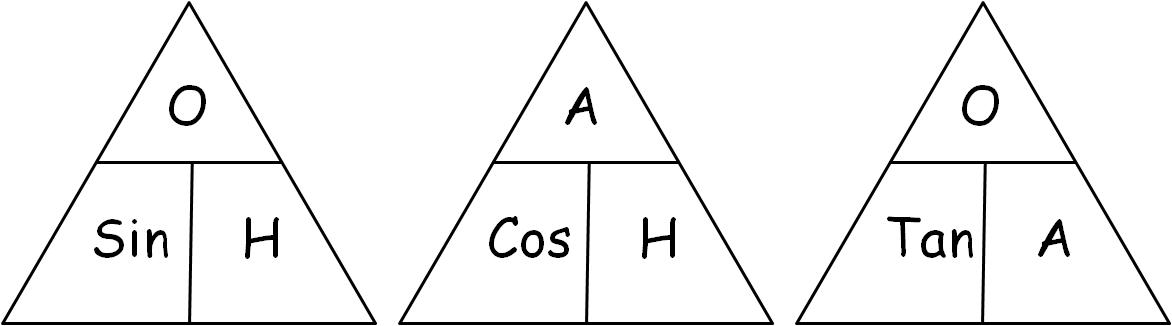 O
Sin H
A
Cos H
O
Tan A